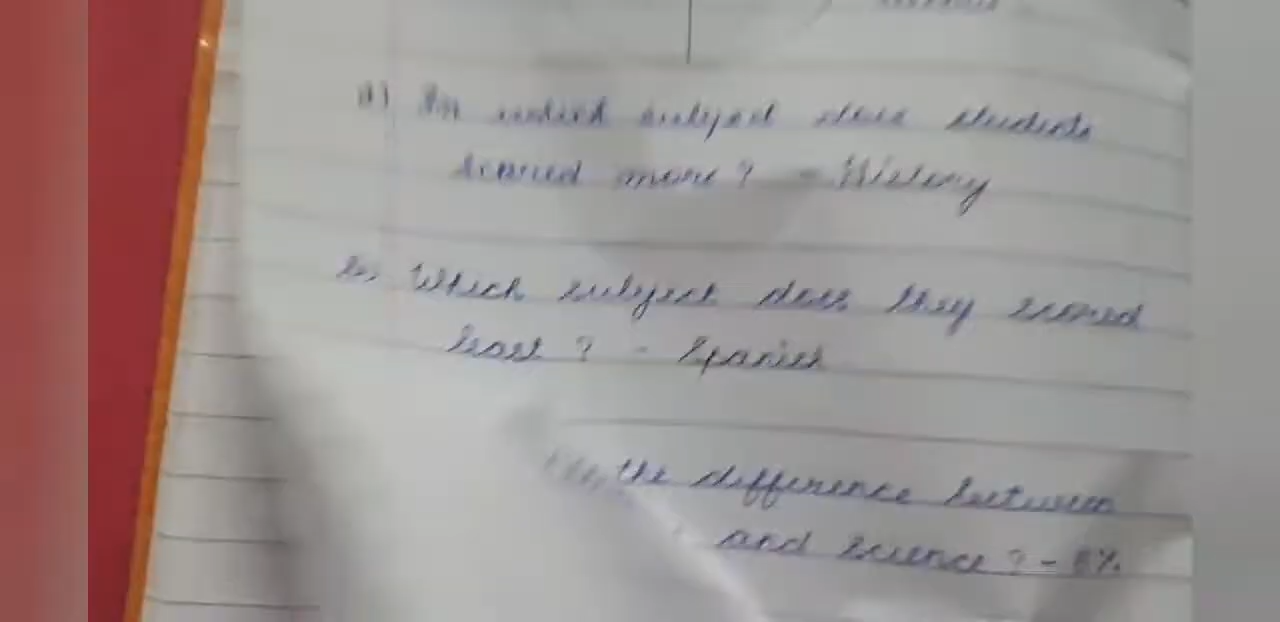 a) In which subject does students
scored more? - History
b) Which subject does they scored
least? - Spanish
the difference between
and science? - 8%